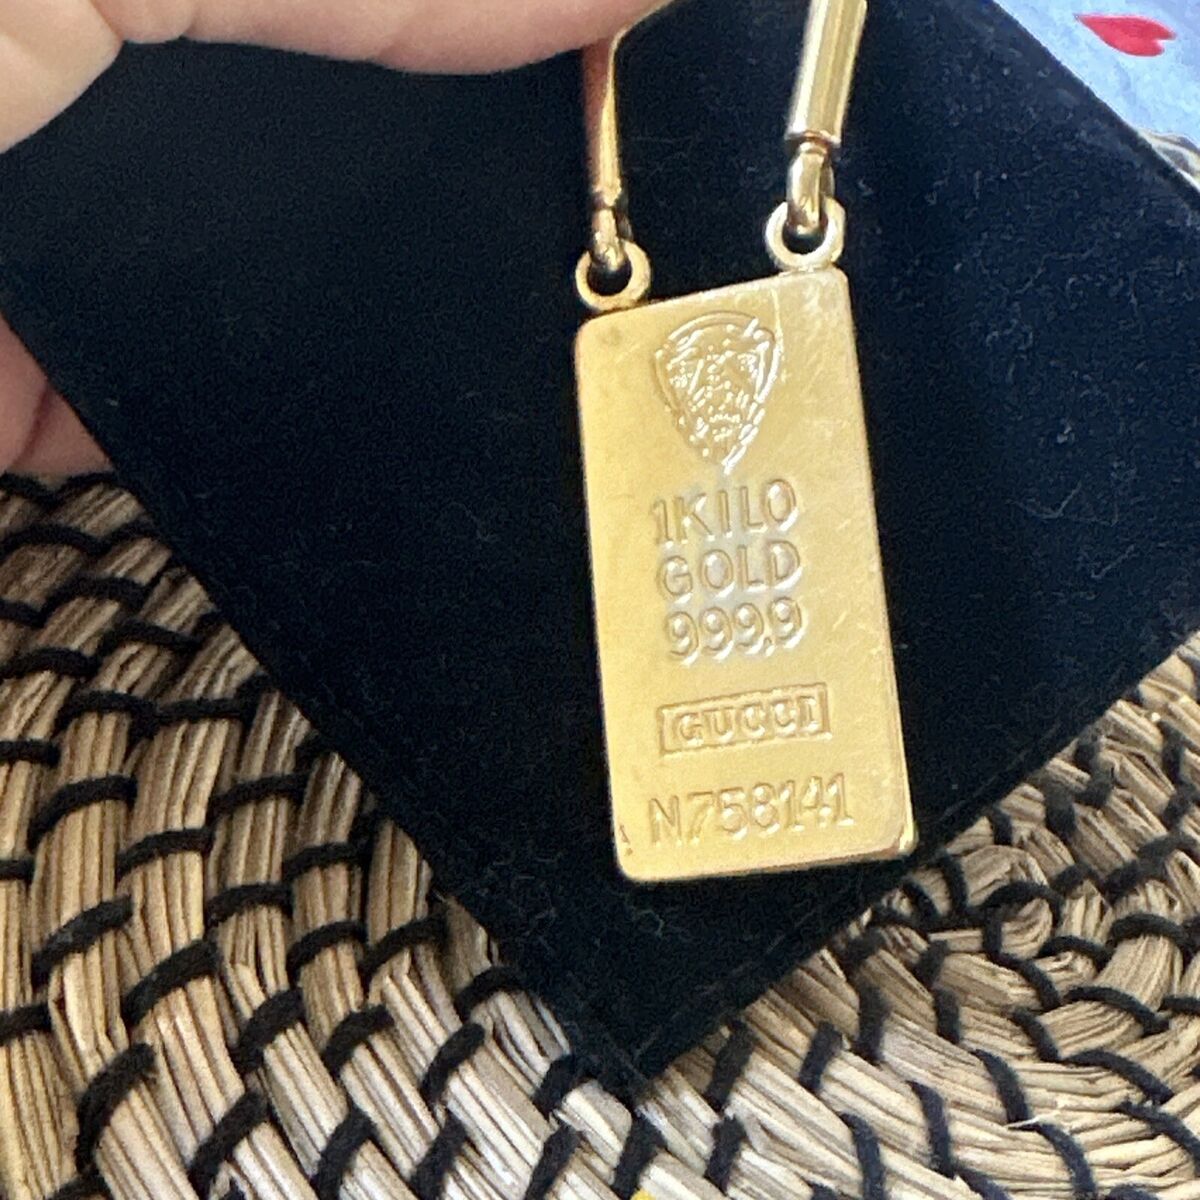 1KILO
GOLD
999,9
GUCCI
N758141